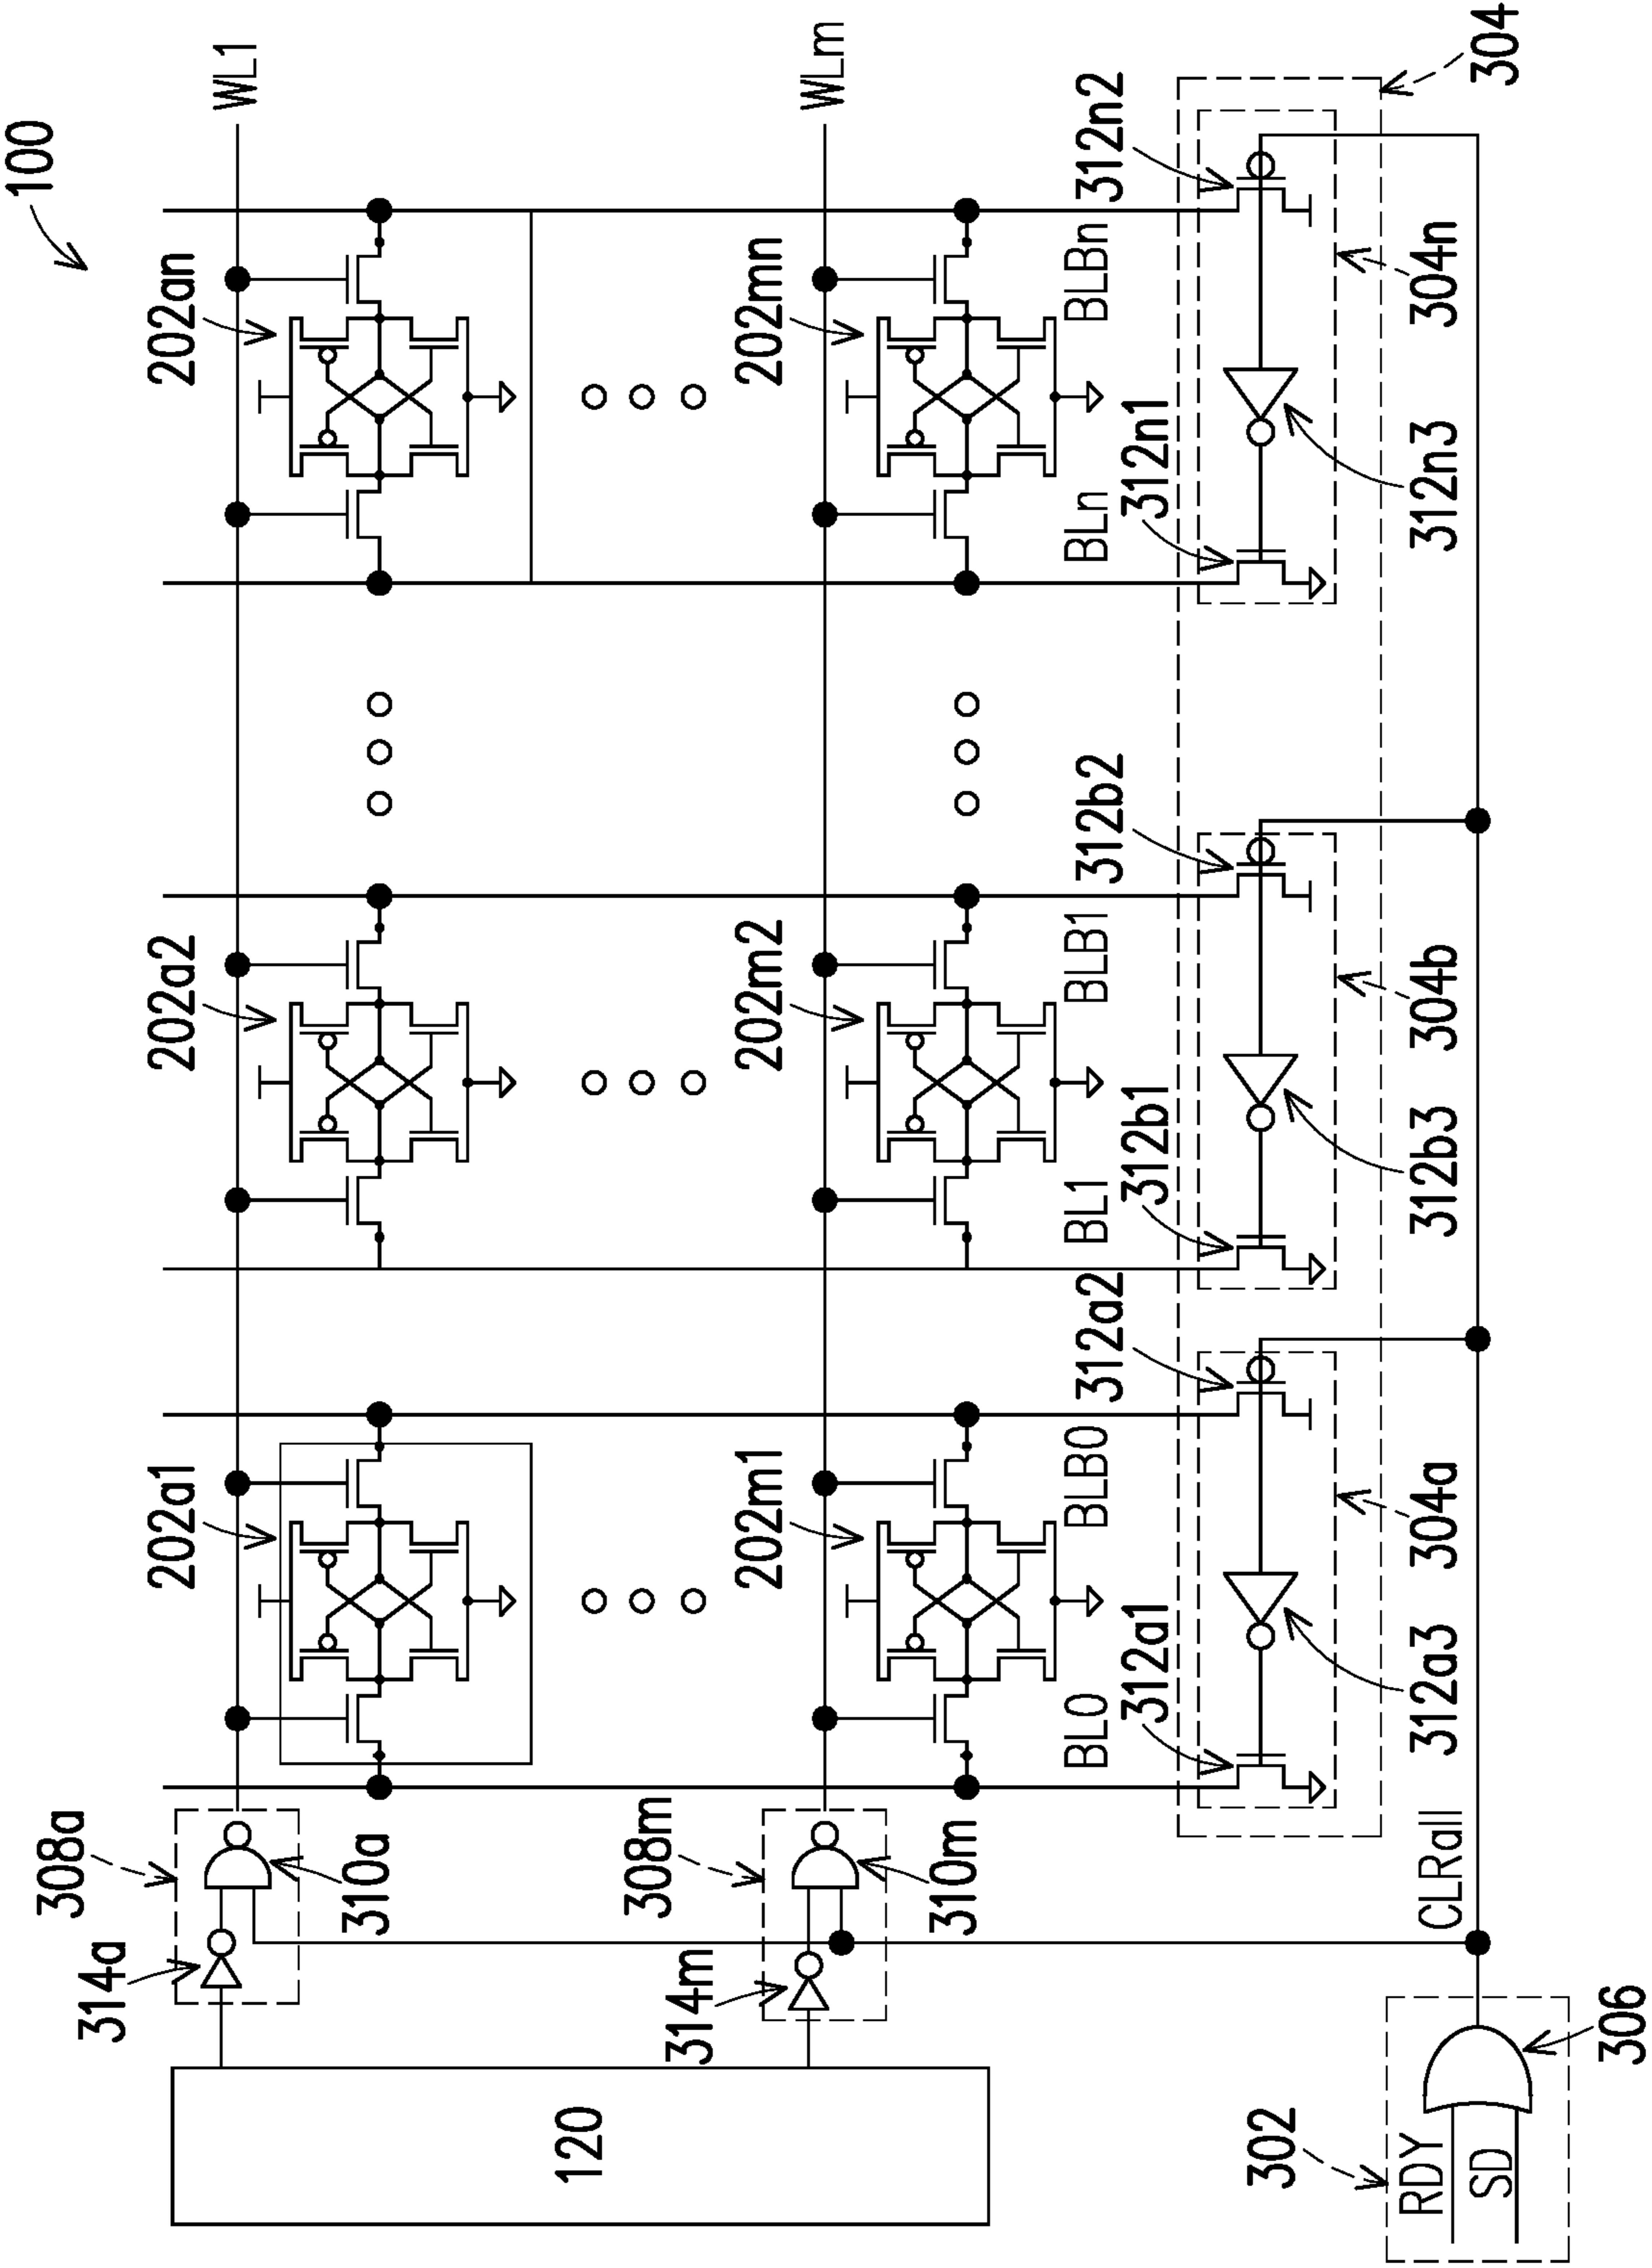 100
WL1
202a1
202a2
202an
308a
314a
310a
WLm
202m1
202m2
202mn
308m
314m
310m
120
BL0
BLB0
BL1
BLB1
BLn
BLBn
312a1
312a2
312b1
312b2
312n1
312n2
304
312a3
304a
312b3
304b
312n3
304n
CLRall
302
RDY
SD
306